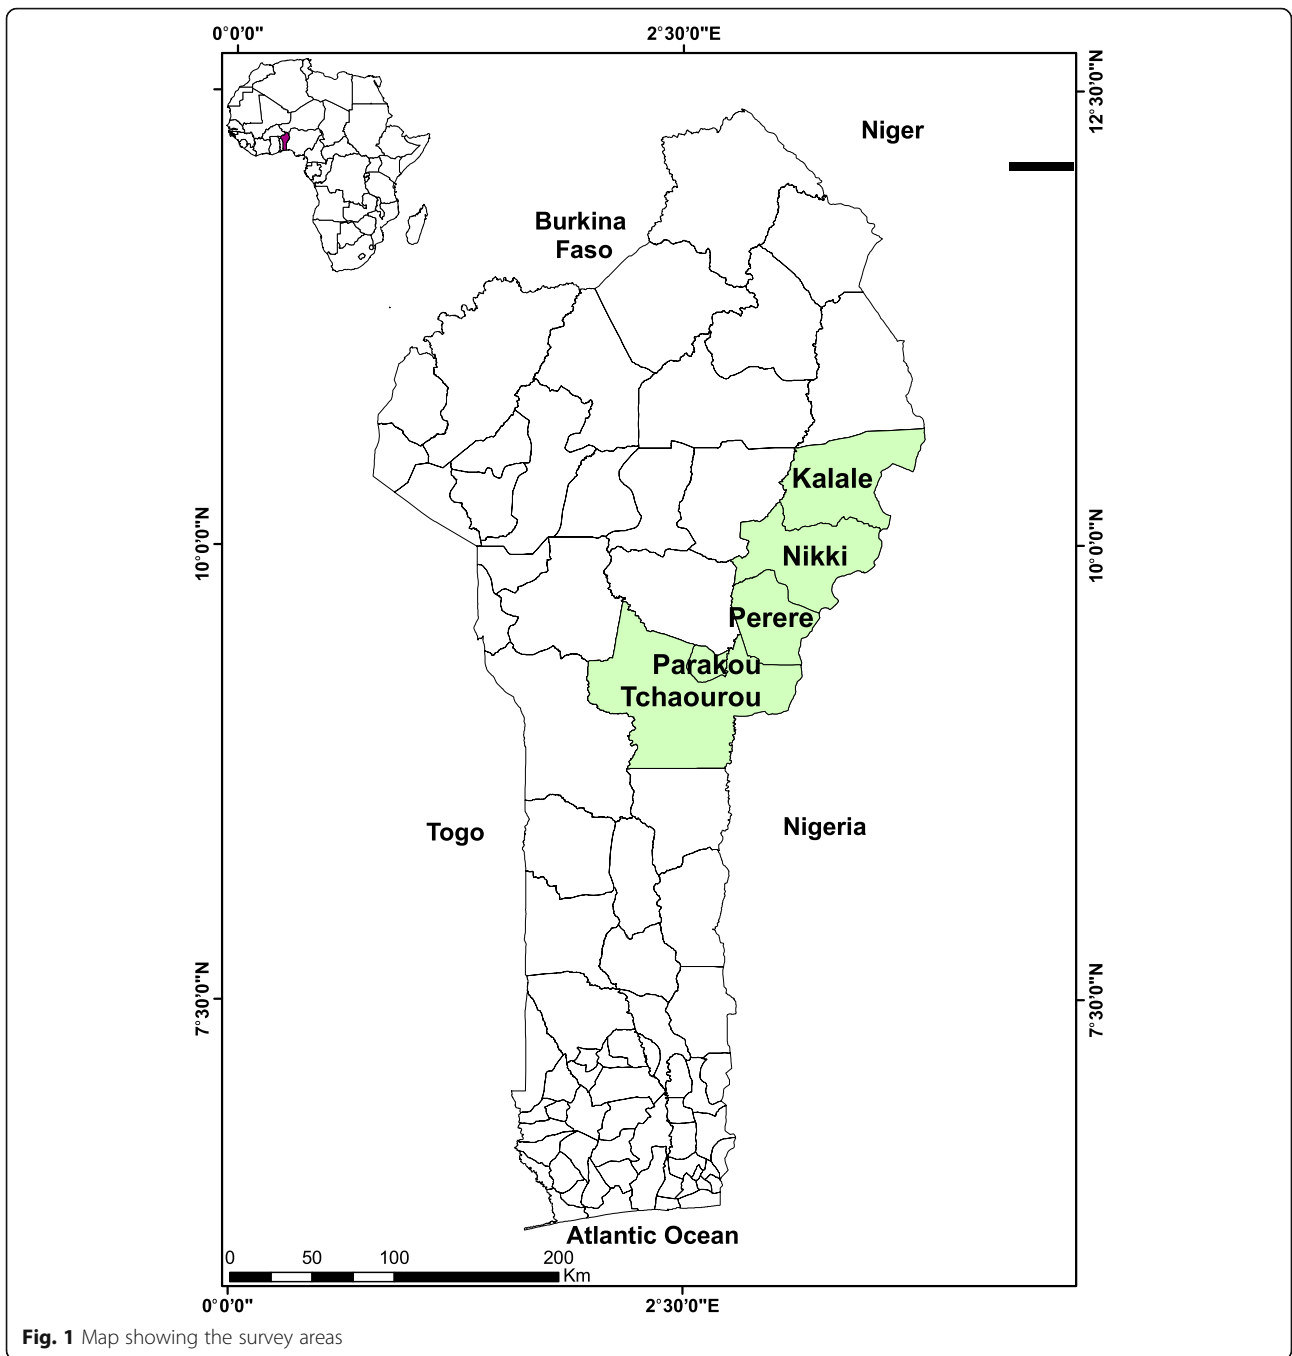 0°0'0"
2°30'0"E
12°30'0"N
Niger
Burkina
Faso
Kalale
10°0'0"N
10°0'0"N
Nikki
Perere
Parakou
Tchaourou
Togo
Nigeria
7°30'0"N
7°30'0"N
Atlantic Ocean
0 50 100 200
Km
0°0'0"
2°30'0"E
Fig. 1 Map showing the survey areas